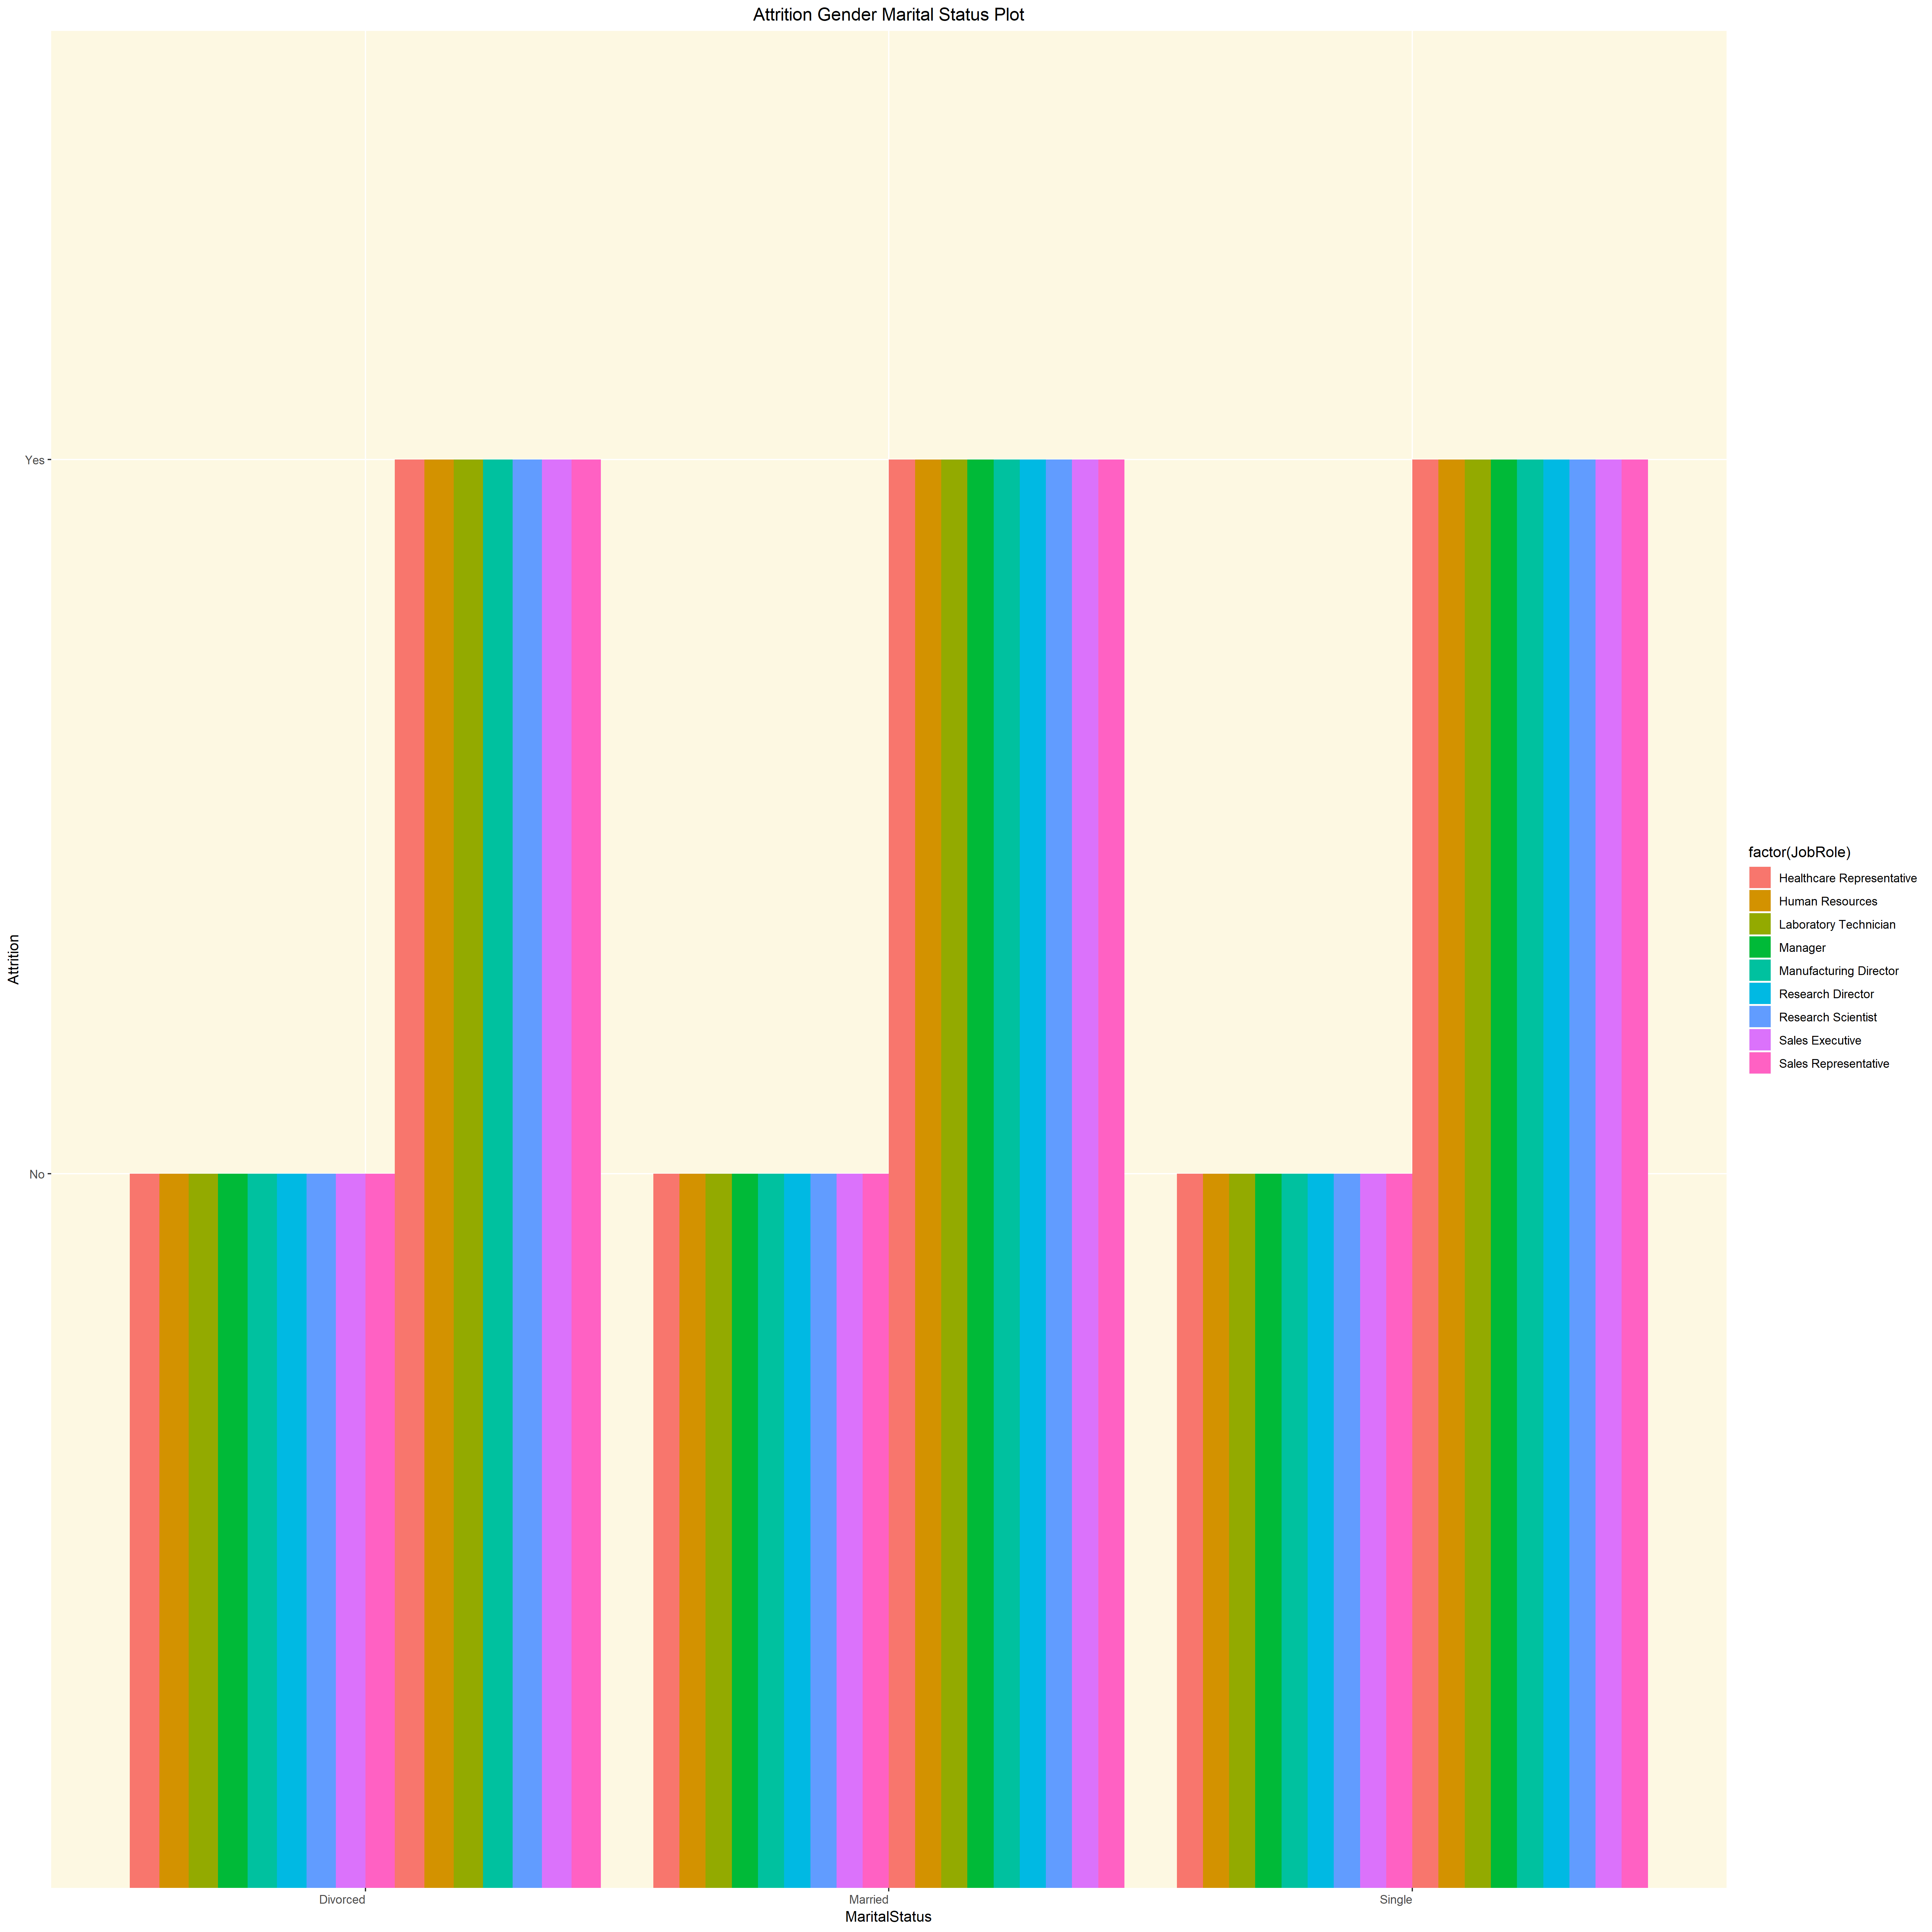 Attrition Gender Marital Status Plot
Yes
No
Attrition
Divorced
Married
Single
MaritalStatus
factor(JobRole)
Healthcare Representative
Human Resources
Laboratory Technician
Manager
Manufacturing Director
Research Director
Research Scientist
Sales Executive
Sales Representative